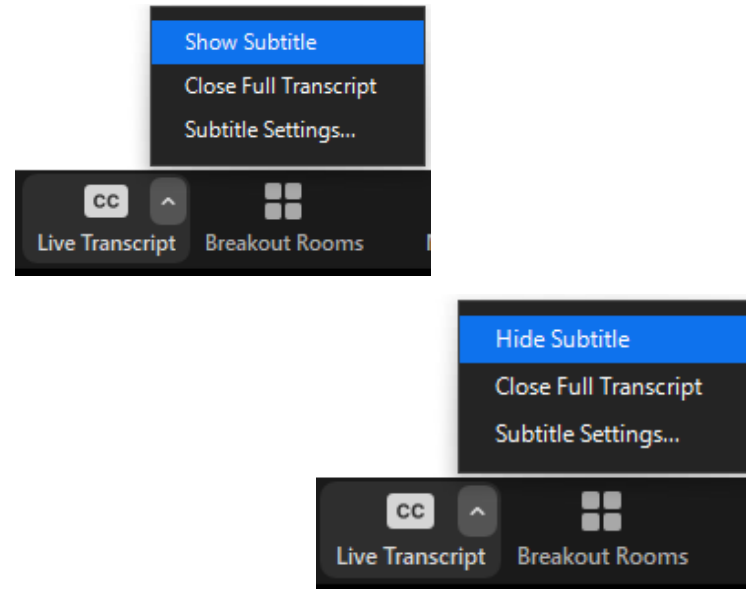 Show Subtitle
Close Full Transcript
Subtitle Settings...
CC
Live Transcript Breakout Rooms
Hide Subtitle
Close Full Transcript
Subtitle Settings...
CC
Live Transcript Breakout Rooms